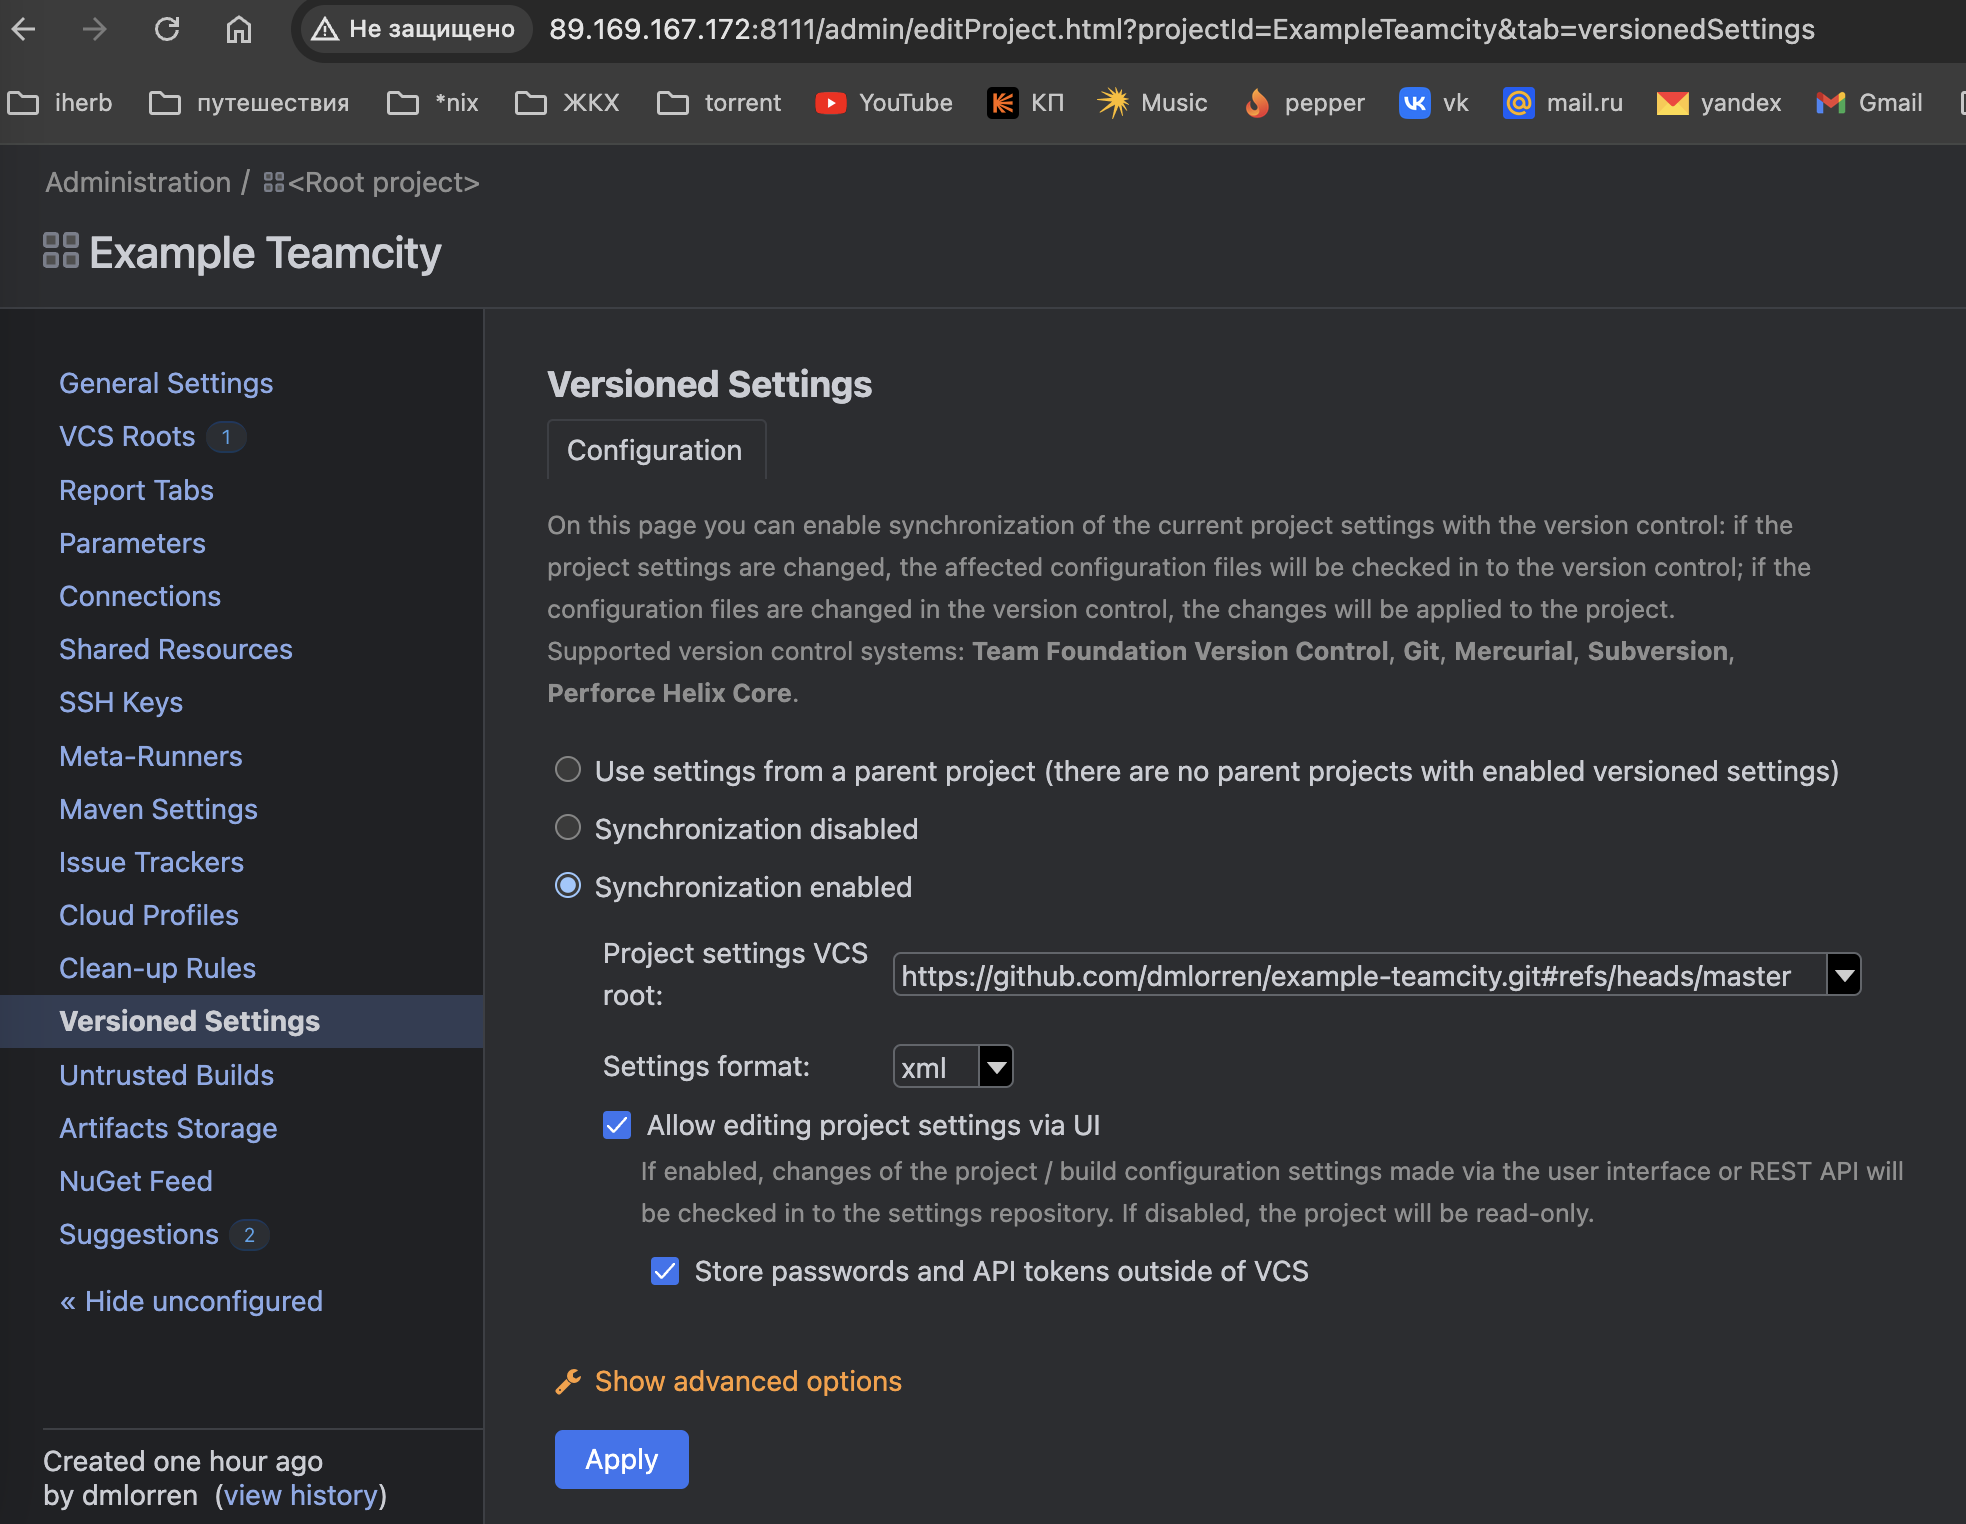 Не защищено 89.169.167.172:8111/admin/editProject.html?projectId=ExampleTeamcity&tab=versionedSettings
iherb путешествия *nix ЖКХ torrent YouTube КП Music pepper vk mail.ru yandex Gmail
Administration / <Root project>
Example Teamcity
General Settings
VCS Roots 1
Report Tabs
Parameters
Connections
Shared Resources
SSH Keys
Meta-Runners
Maven Settings
Issue Trackers
Cloud Profiles
Clean-up Rules
Versioned Settings
Untrusted Builds
Artifacts Storage
NuGet Feed
Suggestions 2
« Hide unconfigured
Created one hour ago
by dmlorren (view history)
Versioned Settings
Configuration
On this page you can enable synchronization of the current project settings with the version control: if the
project settings are changed, the affected configuration files will be checked in to the version control; if the
configuration files are changed in the version control, the changes will be applied to the project.
Supported version control systems: Team Foundation Version Control, Git, Mercurial, Subversion,
Perforce Helix Core.
Use settings from a parent project (there are no parent projects with enabled versioned settings)
Synchronization disabled
Synchronization enabled
Project settings VCS
root:
https://github.com/dmlorren/example-teamcity.git#refs/heads/master
Settings format: xml
Allow editing project settings via UI
If enabled, changes of the project / build configuration settings made via the user interface or REST API will
be checked in to the settings repository. If disabled, the project will be read-only.
Store passwords and API tokens outside of VCS
Show advanced options
Apply